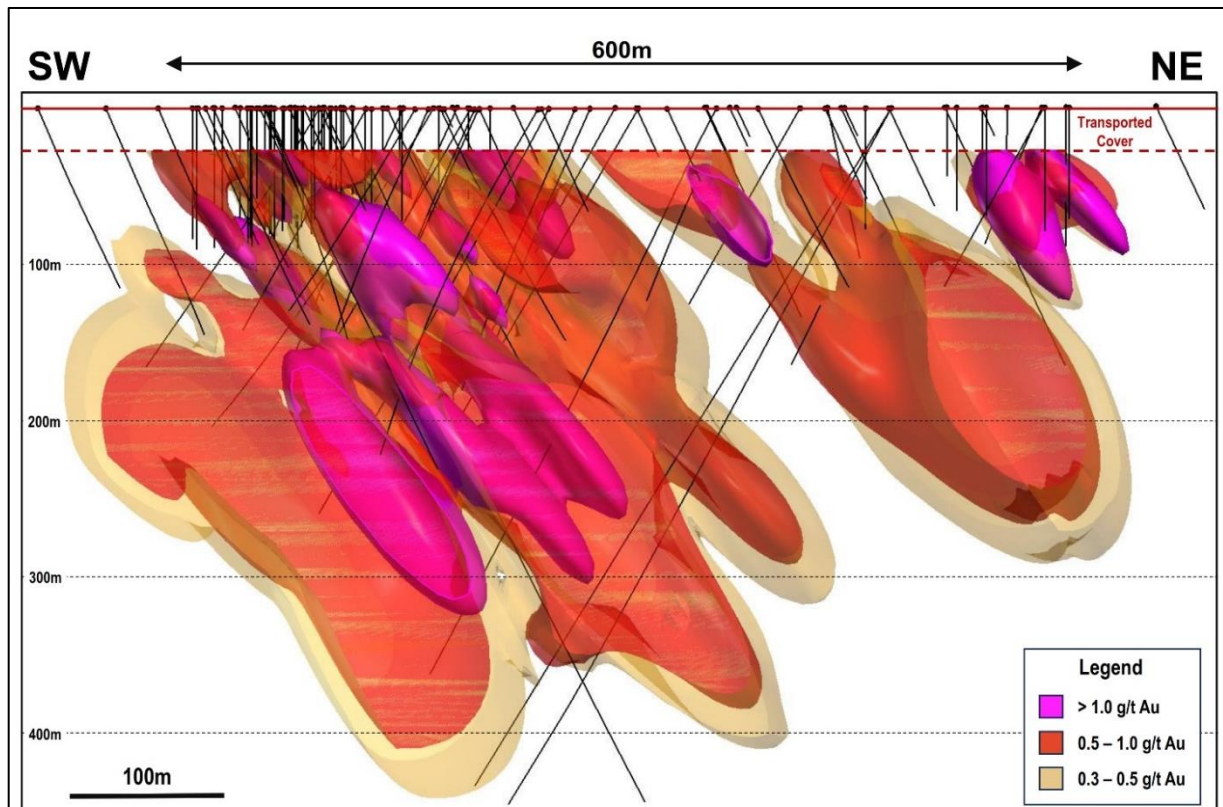 SW
600m
NE
Transported
Cover
100m
200m
300m
400m
100m
Legend
> 1.0 g/t Au
0.5 – 1.0 g/t Au
0.3 – 0.5 g/t Au